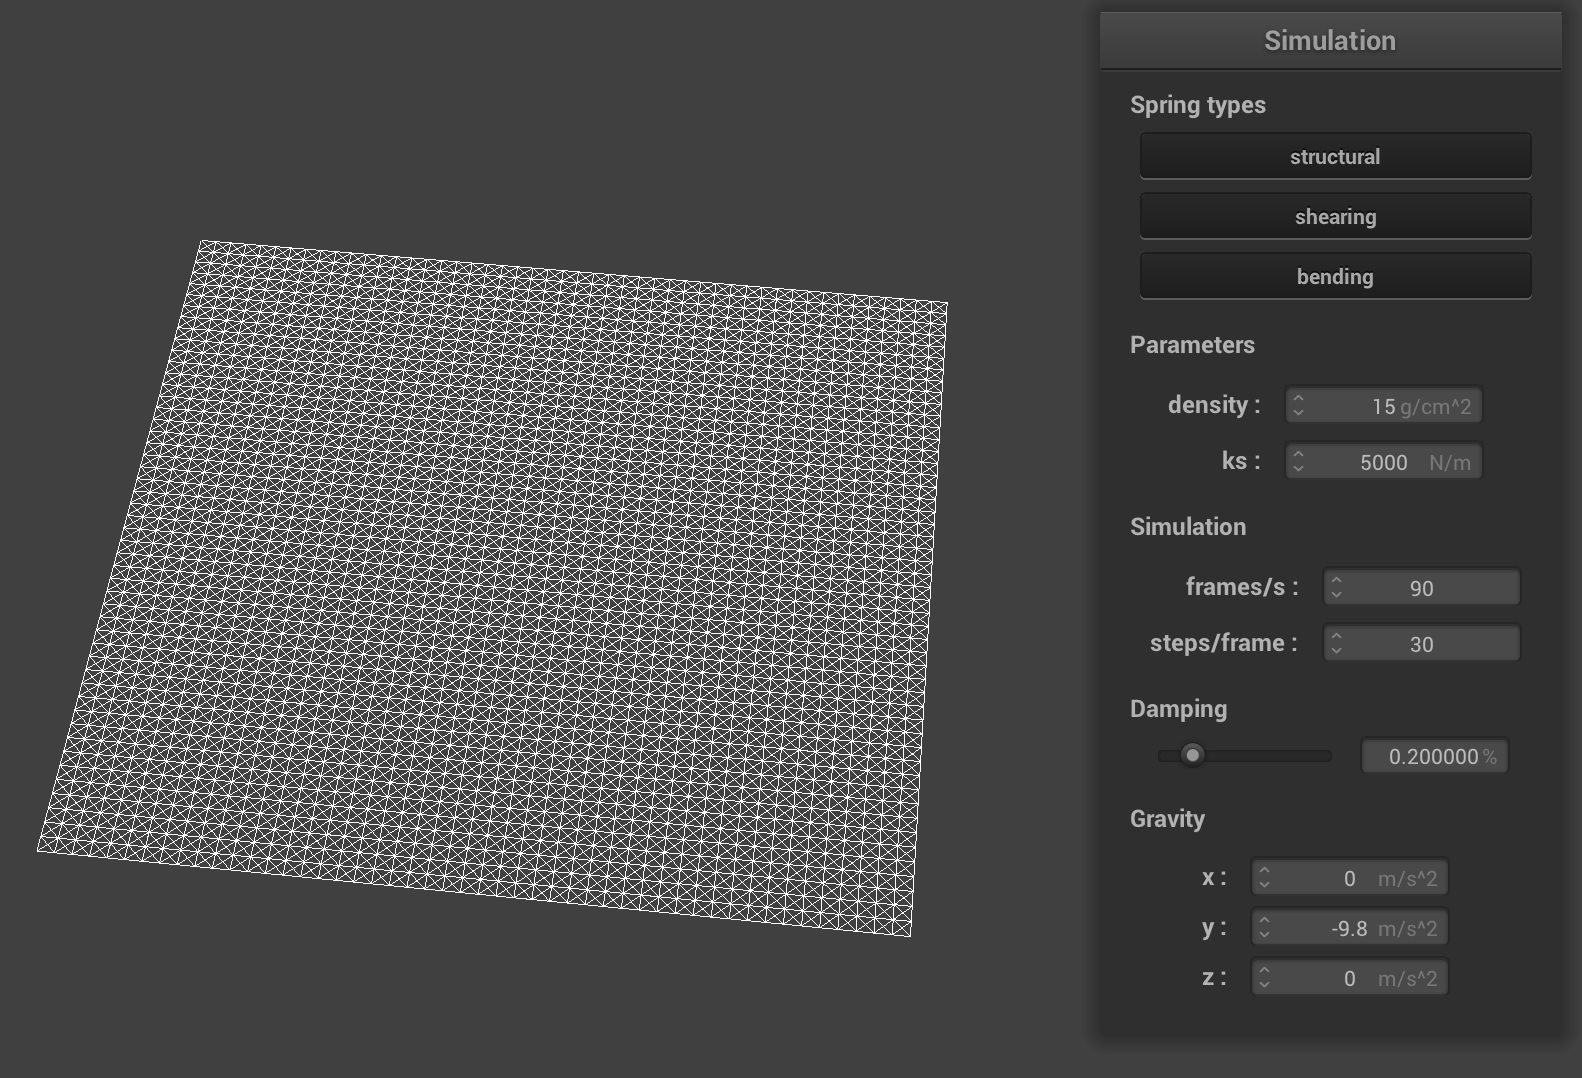 Simulation
Spring types
structural
shearing
bending
Parameters
density : 15 g/cm^2
ks : 5000 N/m
Simulation
frames/s : 90
steps/frame : 30
Damping
0.200000 %
Gravity
x : 0 m/s^2
y : -9.8 m/s^2
z : 0 m/s^2